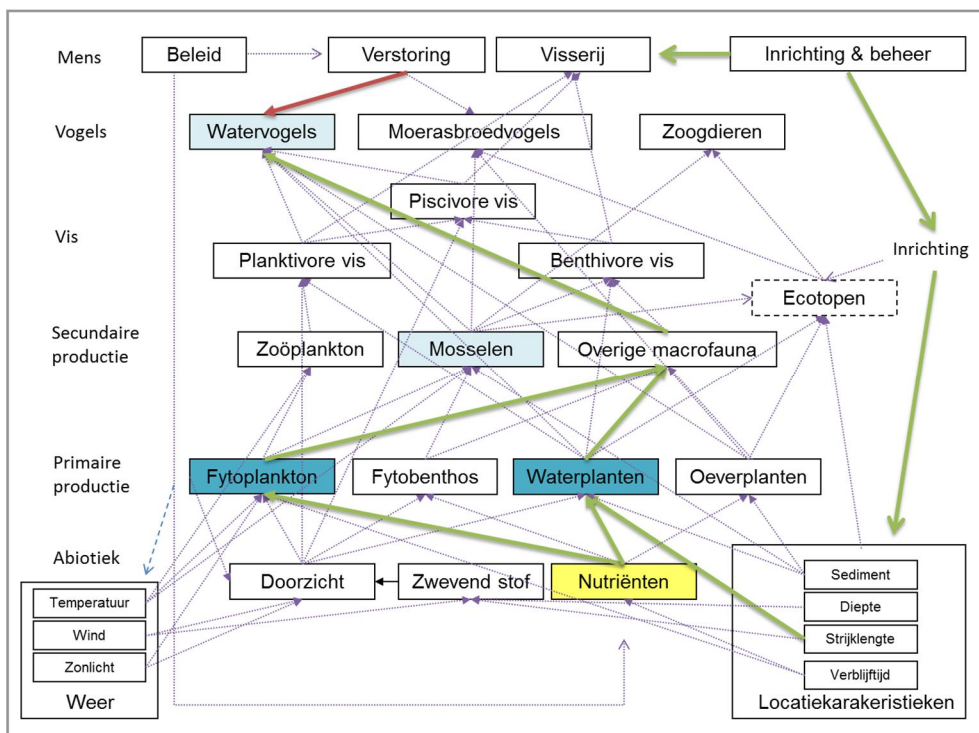 Mens
Beleid
Verstoring
Visserij
Inrichting & beheer
Vogels
Watervogels
Moerasbroedvogels
Zoogdieren
Piscivore vis
Vis
Planktivore vis
Benthivore vis
Inrichting
Ecotopen
Secundaire
productie
Zoöplankton
Mosselen
Overige macrofauna
Primaire
productie
Fytoplankton
Fytobenthos
Waterplanten
Oeverplanten
Abiotiek
Doorzicht
Zwevend stof
Nutriënten
Sediment
Temperatuur
Diepte
Wind
Strijklengte
Zonlicht
Verblijftijd
Weer
Locatiekarakeristieken